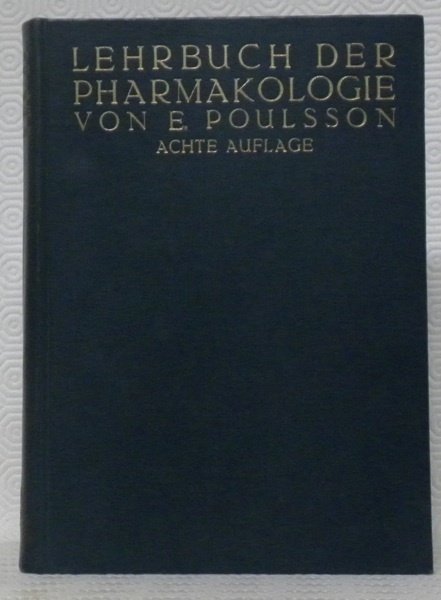 LEHRBUCH DER
PHARMAKOLOGIE
VON E. POULSSON
ACHTE AUFLAGE